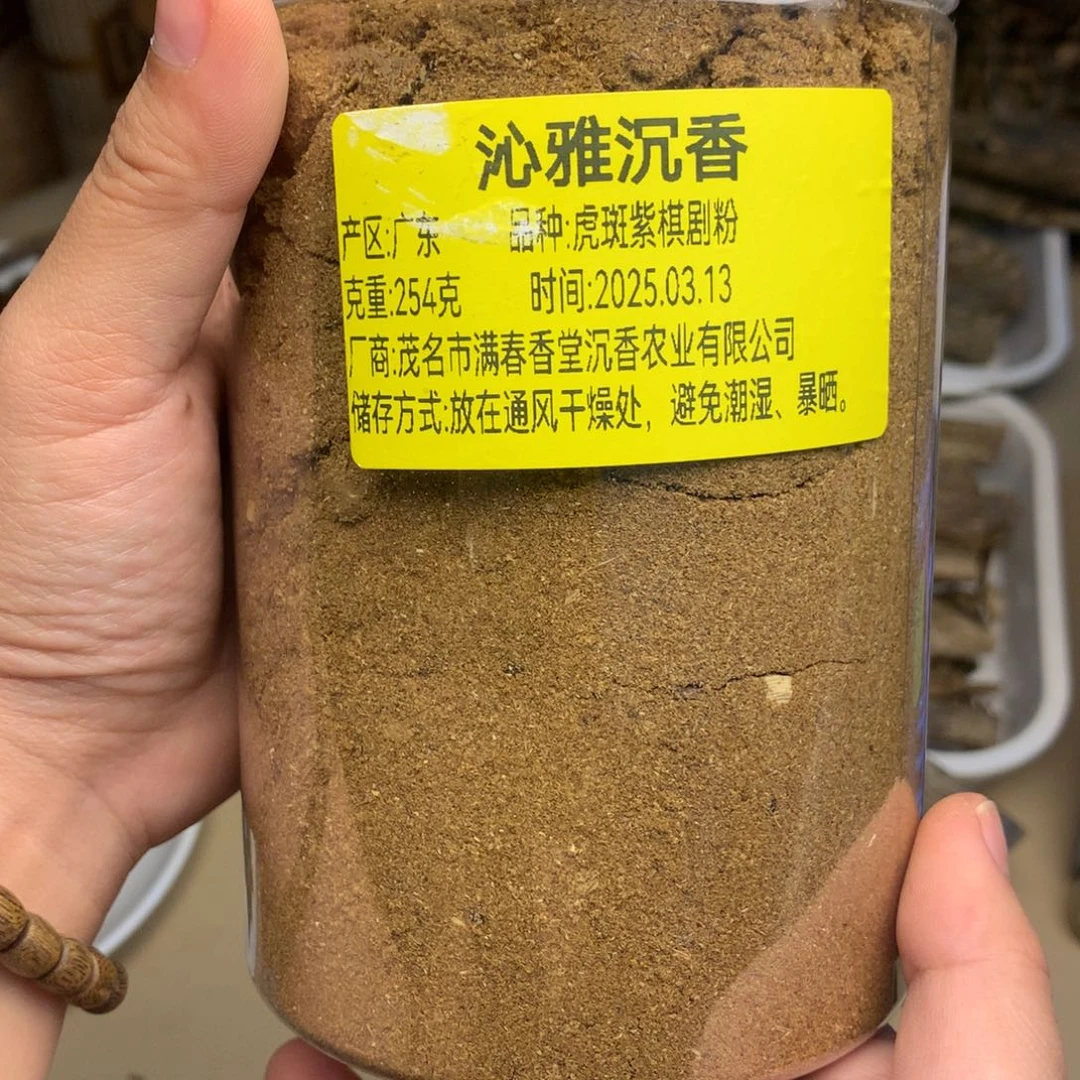 沁雅沉香
产区:广东 品种:虎斑紫棋剧粉
克重:254克 时间:2025.03.13
厂商:茂名市满春香堂沉香农业有限公司
储存方式:放在通风干燥处，避免潮湿、暴晒。